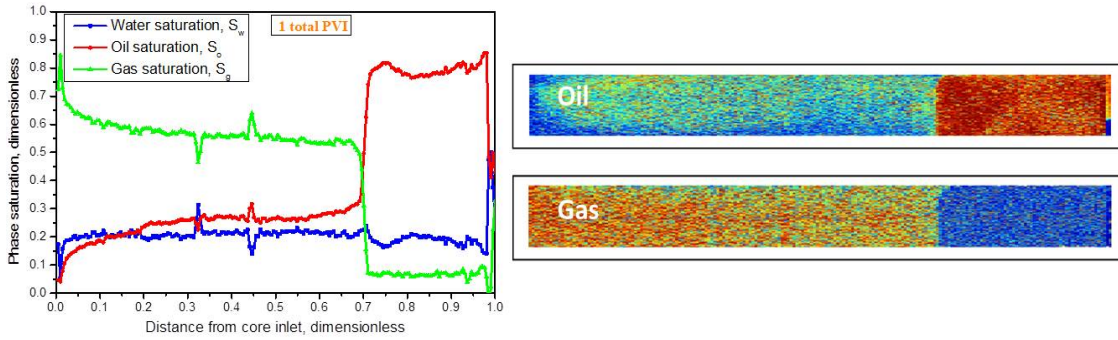 Water saturation, S_w
1 total PVI
Oil saturation, S_o
Gas saturation, S_g
Phase saturation, dimensionless
1.0
0.9
0.8
0.7
0.6
0.5
0.4
0.3
0.2
0.1
0.0
0.0 0.1 0.2 0.3 0.4 0.5 0.6 0.7 0.8 0.9 1.0
Distance from core inlet, dimensionless
Oil
Gas